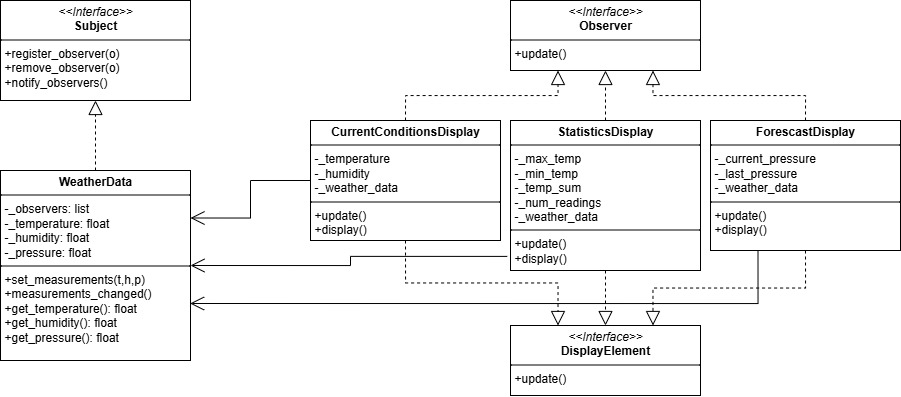 <<Interface>>
Subject
+register_observer(o)
+remove_observer(o)
+notify_observers()
<<Interface>>
Observer
+update()
CurrentConditionsDisplay
-_temperature
-_humidity
-_weather_data
+update()
+display()
StatisticsDisplay
-_max_temp
-_min_temp
-_temp_sum
-_num_readings
-_weather_data
+update()
+display()
ForescastDisplay
-_current_pressure
-_last_pressure
-_weather_data
+update()
+display()
WeatherData
-_observers: list
-_temperature: float
-_humidity: float
-_pressure: float
+set_measurements(t,h,p)
+measurements_changed()
+get_temperature(): float
+get_humidity(): float
+get_pressure(): float
<<Interface>>
DisplayElement
+update()